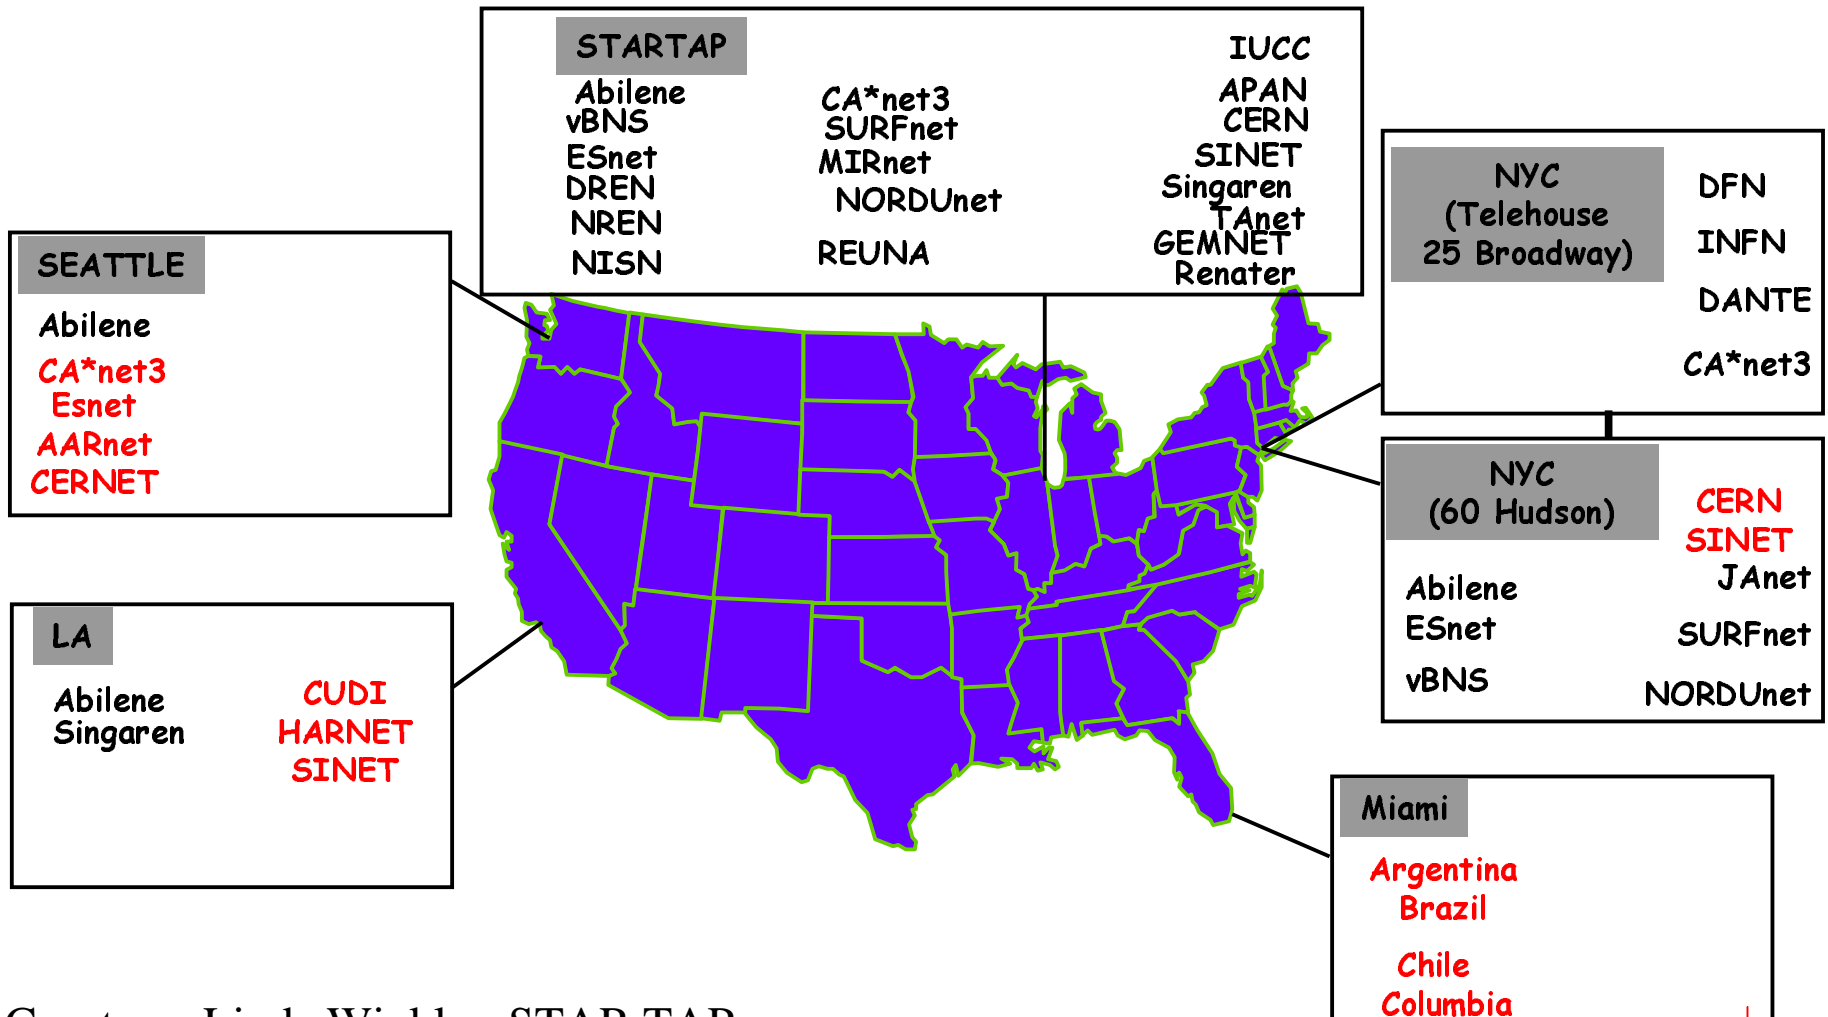 STARTAP
Abilene
vBNS
ESnet
DREN
NREN
NISN
CA*net3
SURFnet
MIRnet
NORDUnet
REUNA
IUCC
APAN
CERN
SINET
Singaren
TAnet
GEMNET
Renater
NYC
(Telehouse
25 Broadway)
DFN
INFN
DANTE
CA*net3
SEATTLE
Abilene
CA*net3
Esnet
AARnet
CERNET
NYC
(60 Hudson)
Abilene
ESnet
vBNS
CERN
SINET
JAnet
SURFnet
NORDUnet
LA
Abilene
Singaren
CUDI
HARNET
SINET
Miami
Argentina
Brazil
Chile
Columbia
STAR TAP